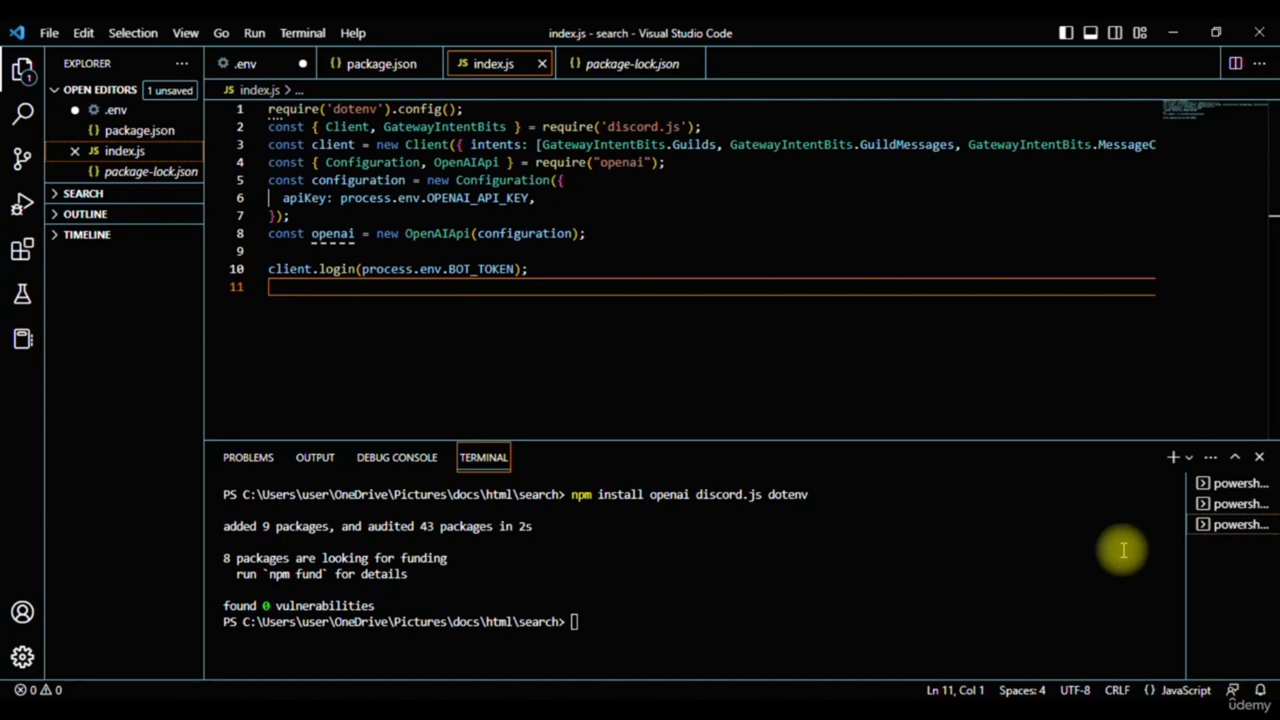 File Edit Selection View Go Run Terminal Help
index.js - search - Visual Studio Code
EXPLORER
OPEN EDITORS 1 unsaved
.env
{} package.json
JS index.js
{} package-lock.json
SEARCH
OUTLINE
TIMELINE
1
.env
{} package.json
JS index.js
{} package-lock.json
JS index.js > ...
1 require('dotenv').config();
2 const { Client, GatewayIntentBits } = require('discord.js');
3 const client = new Client({ intents: [GatewayIntentBits.Guilds, GatewayIntentBits.GuildMessages, GatewayIntentBits.MessageC
4 const { Configuration, OpenAIApi } = require("openai");
5 const configuration = new Configuration({
6 apiKey: process.env.OPENAI_API_KEY,
7 });
8 const openai = new OpenAIApi(configuration);
9
10 client.login(process.env.BOT_TOKEN);
11
PROBLEMS OUTPUT DEBUG CONSOLE TERMINAL
PS C:\Users\user\OneDrive\Pictures\docs\html\search> npm install openai discord.js dotenv
added 9 packages, and audited 43 packages in 2s
8 packages are looking for funding
run `npm fund` for details
found 0 vulnerabilities
PS C:\Users\user\OneDrive\Pictures\docs\html\search>
powersh...
powersh...
powersh...
0 0
Ln 11, Col 1 Spaces: 4 UTF-8 CRLF {} JavaScript
ûdemy